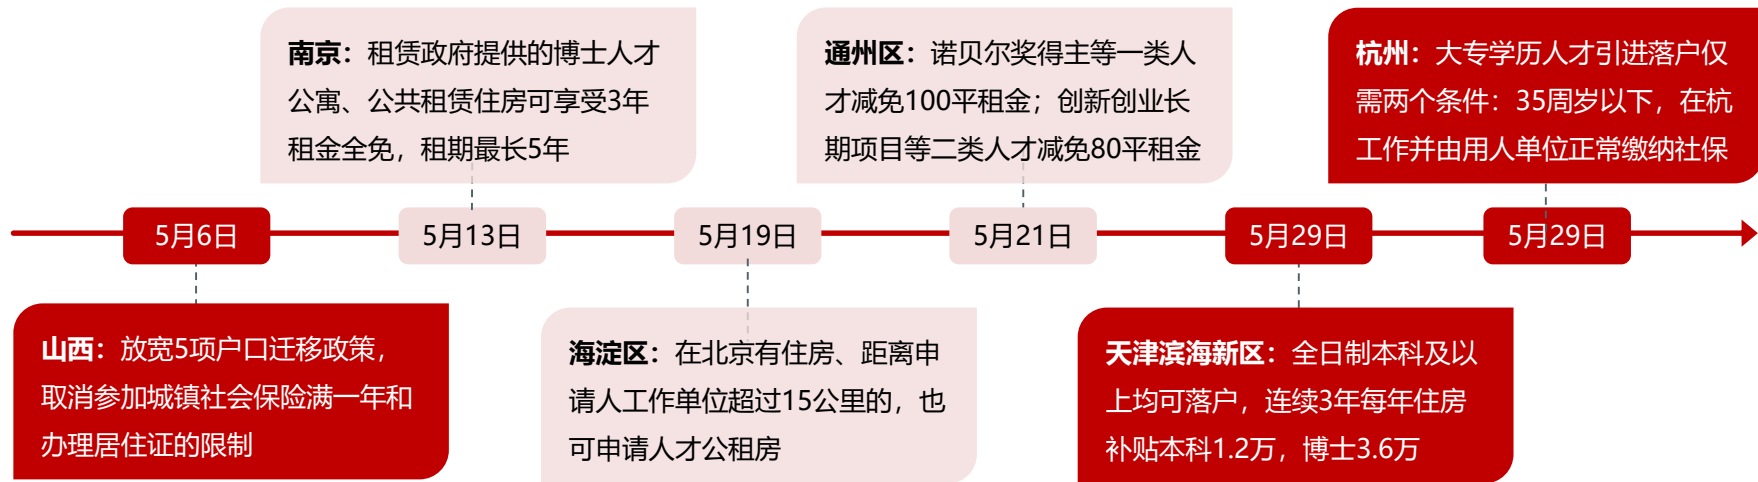 南京：租赁政府提供的博士人才
公寓、公共租赁住房可享受3年
租金全免，租期最长5年
通州区：诺贝尔奖得主等一类人
才减免100平租金；创新创业长
期项目等二类人才减免80平租金
杭州：大专学历人才引进落户仅
需两个条件：35周岁以下，在杭
工作并由用人单位正常缴纳社保
5月6日
5月13日
5月19日
5月21日
5月29日
5月29日
山西：放宽5项户口迁移政策，
取消参加城镇社会保险满一年和
办理居住证的限制
海淀区：在北京有住房、距离申
请人工作单位超过15公里的，也
可申请人才公租房
天津滨海新区：全日制本科及以
上均可落户，连续3年每年住房
补贴本科1.2万，博士3.6万